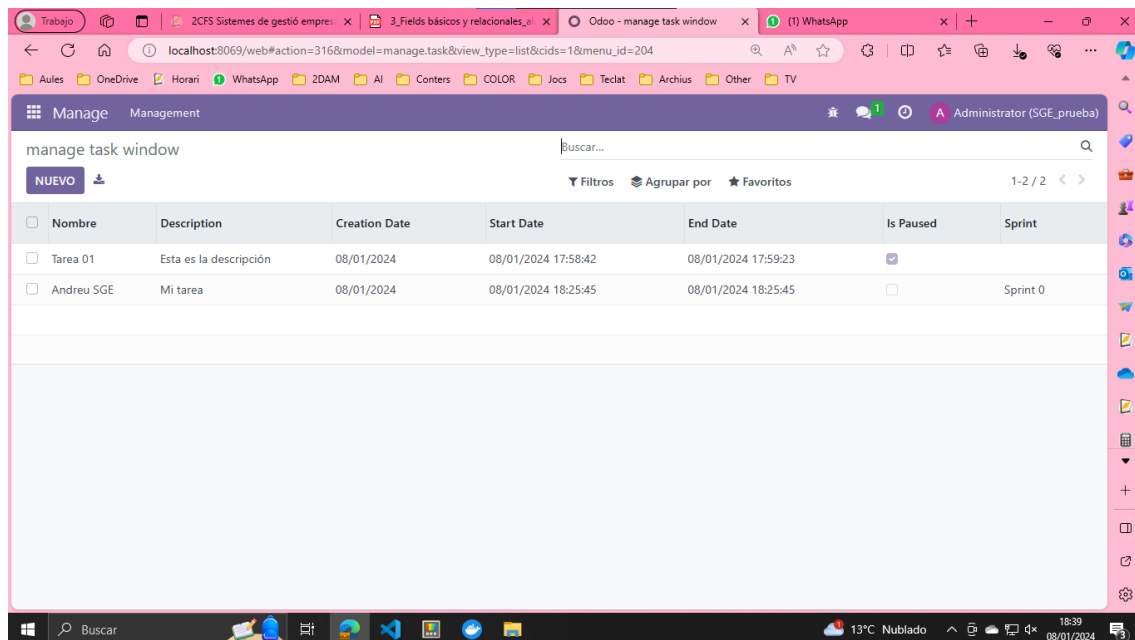 Trabajo 2CFS Sistemes de gestió empres 3_Fields básicos y relacionales_al Odoo - manage task window (1) WhatsApp
localhost:8069/web#action=316&model=manage.task&view_type=list&cids=1&menu_id=204
Aules OneDrive Horari WhatsApp 2DAM AI Conters COLOR Jocs Teclat Archius Other TV
Manage Management 1 A Administrator (SGE_prueba)
manage task window Buscar...
NUEVO Filtros Agrupar por Favoritos 1-2 / 2
Nombre Description Creation Date Start Date End Date Is Paused Sprint
Tarea 01 Esta es la descripción 08/01/2024 08/01/2024 17:58:42 08/01/2024 17:59:23
Andreu SGE Mi tarea 08/01/2024 08/01/2024 18:25:45 08/01/2024 18:25:45 Sprint 0
Buscar 13°C Nublado 18:39
08/01/2024